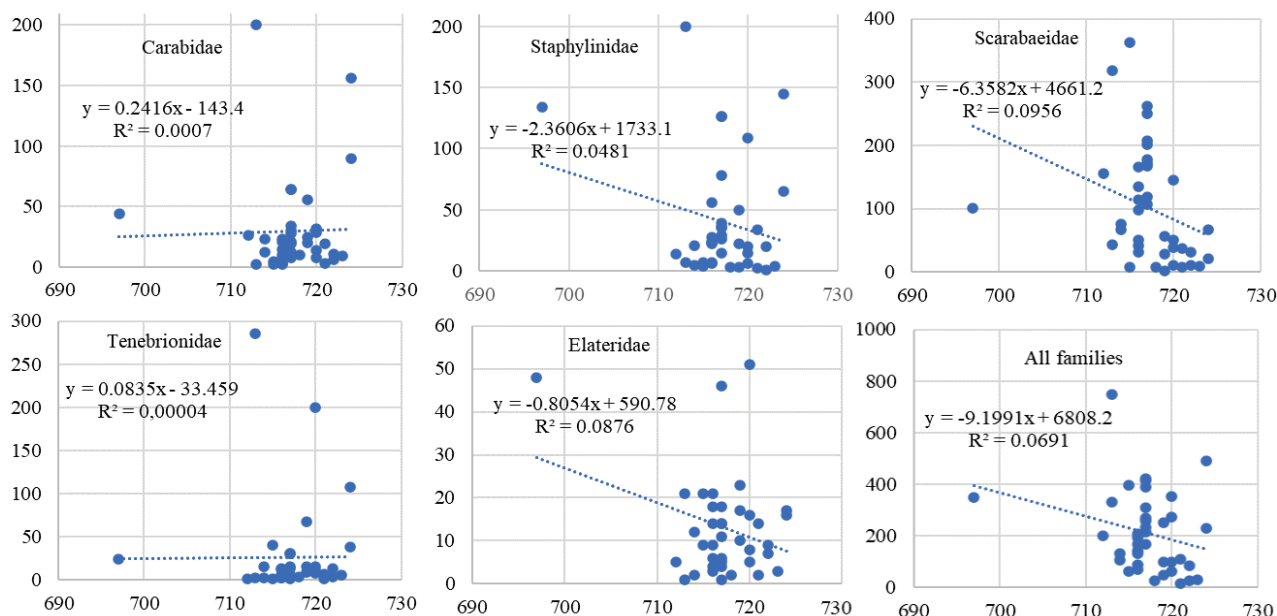 200
150
100
50
0
690 700 710 720 730
Carabidae
y = 0.2416x - 143.4
R² = 0.0007
200
150
100
50
0
690 700 710 720 730
Staphylinidae
y = -2.3606x + 1733.1
R² = 0.0481
400
300
200
100
0
690 700 710 720 730
Scarabaeidae
y = -6.3582x + 4661.2
R² = 0.0956
300
250
200
150
100
50
0
690 700 710 720 730
Tenebrionidae
y = 0.0835x - 33.459
R² = 0,00004
60
50
40
30
20
10
0
690 700 710 720 730
Elateridae
y = -0.8054x + 590.78
R² = 0.0876
1000
800
600
400
200
0
690 700 710 720 730
All families
y = -9.1991x + 6808.2
R² = 0.0691